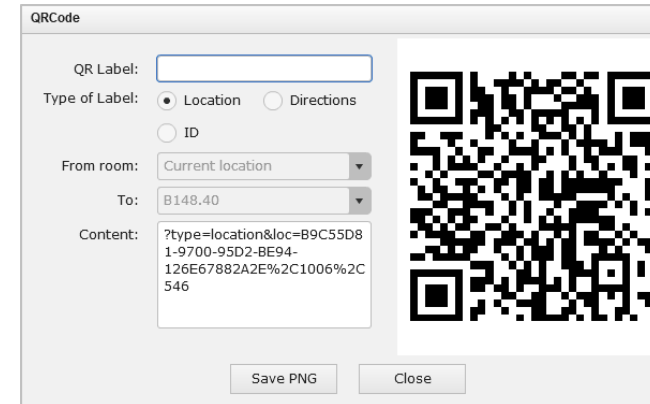 QRCode
QR Label:
Type of Label: Location Directions
ID
From room: Current location
To: B148.40
Content: ?type=location&loc=B9C55D8
1-9700-95D2-BE94-
126E67882A2E%2C1006%2C
546
Save PNG Close